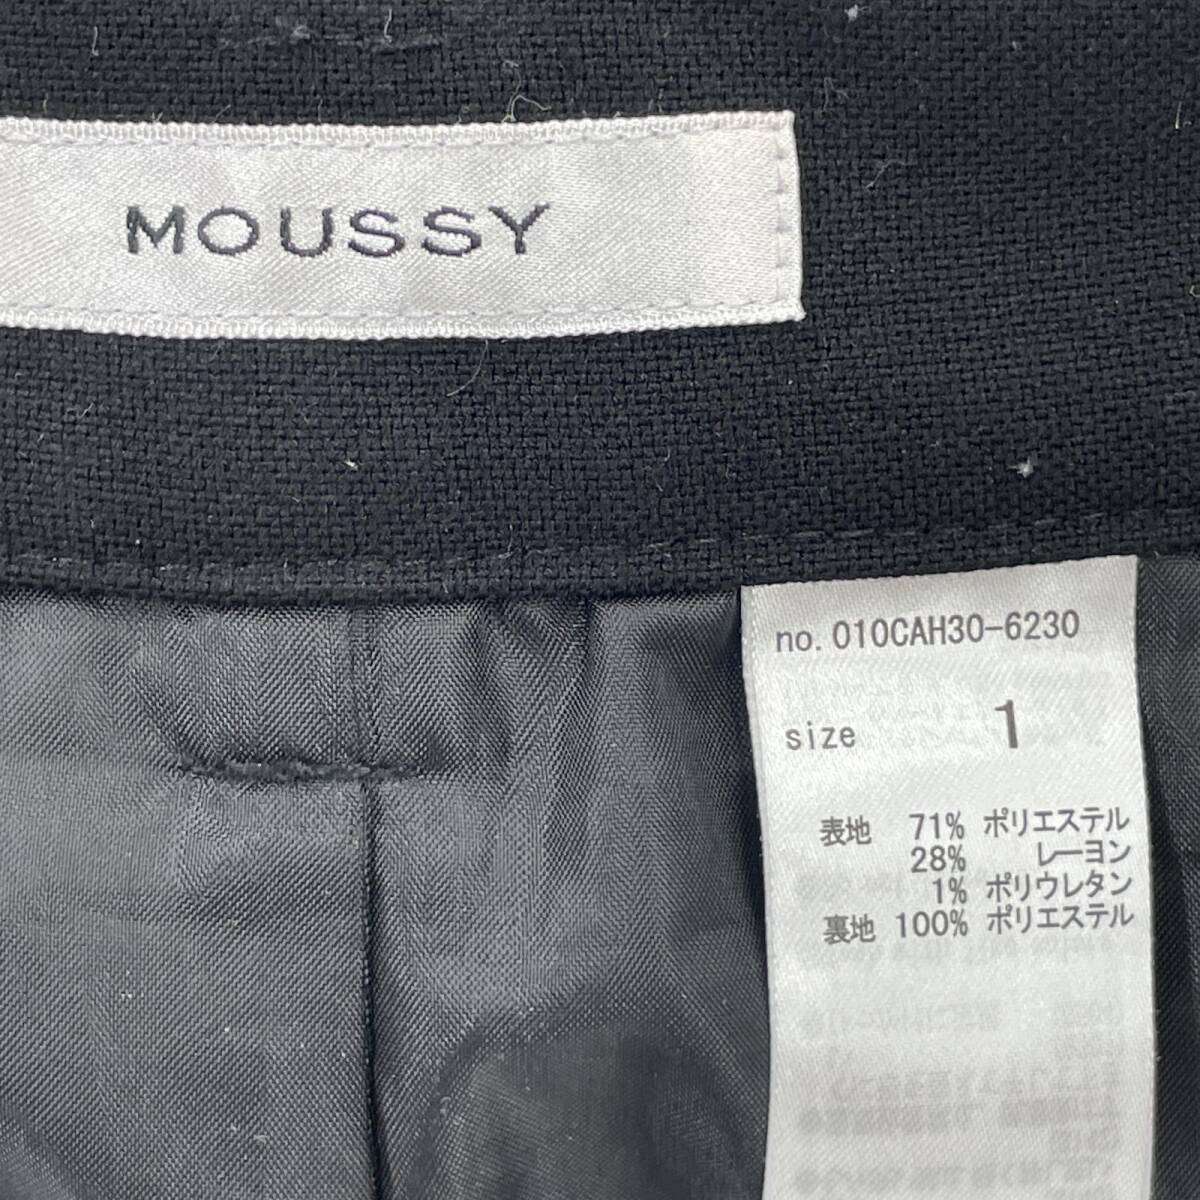 MOUSSY
no. 010CAH30-6230
size 1
表地 71% ポリエステル
28% レーヨン
1% ポリウレタン
裏地 100% ポリエステル